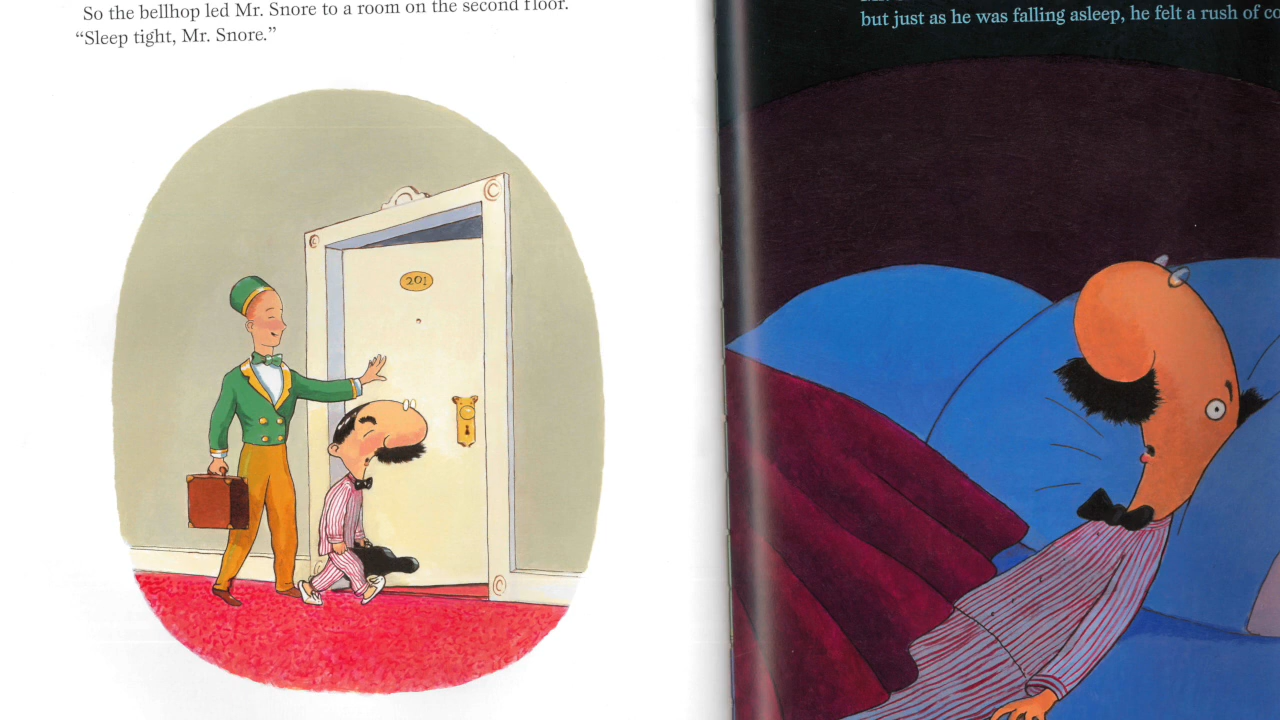 So the bellhop led Mr. Snore to a room on the second floor.
“Sleep tight, Mr. Snore.”
201
but just as he was falling asleep, he felt a rush of